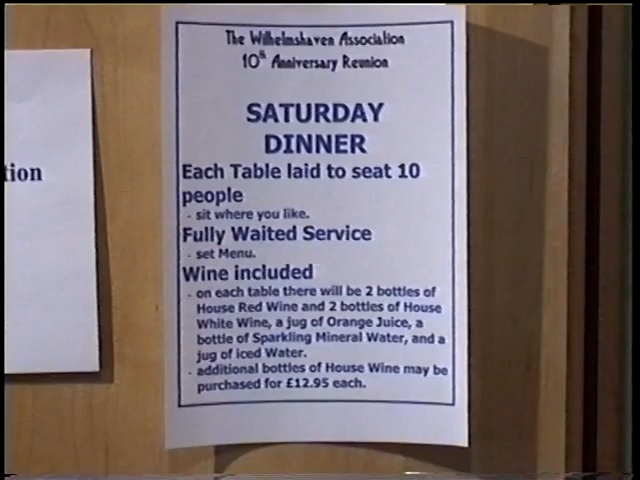 The Wilhelmshaven Association
10th Anniversary Reunion
SATURDAY
DINNER
Each Table laid to seat 10
people
- sit where you like.
Fully Waited Service
- set Menu.
Wine included
- on each table there will be 2 bottles of
House Red Wine and 2 bottles of House
White Wine, a jug of Orange Juice, a
bottle of Sparkling Mineral Water, and a
jug of iced Water.
- additional bottles of House Wine may be
purchased for £12.95 each.
tion